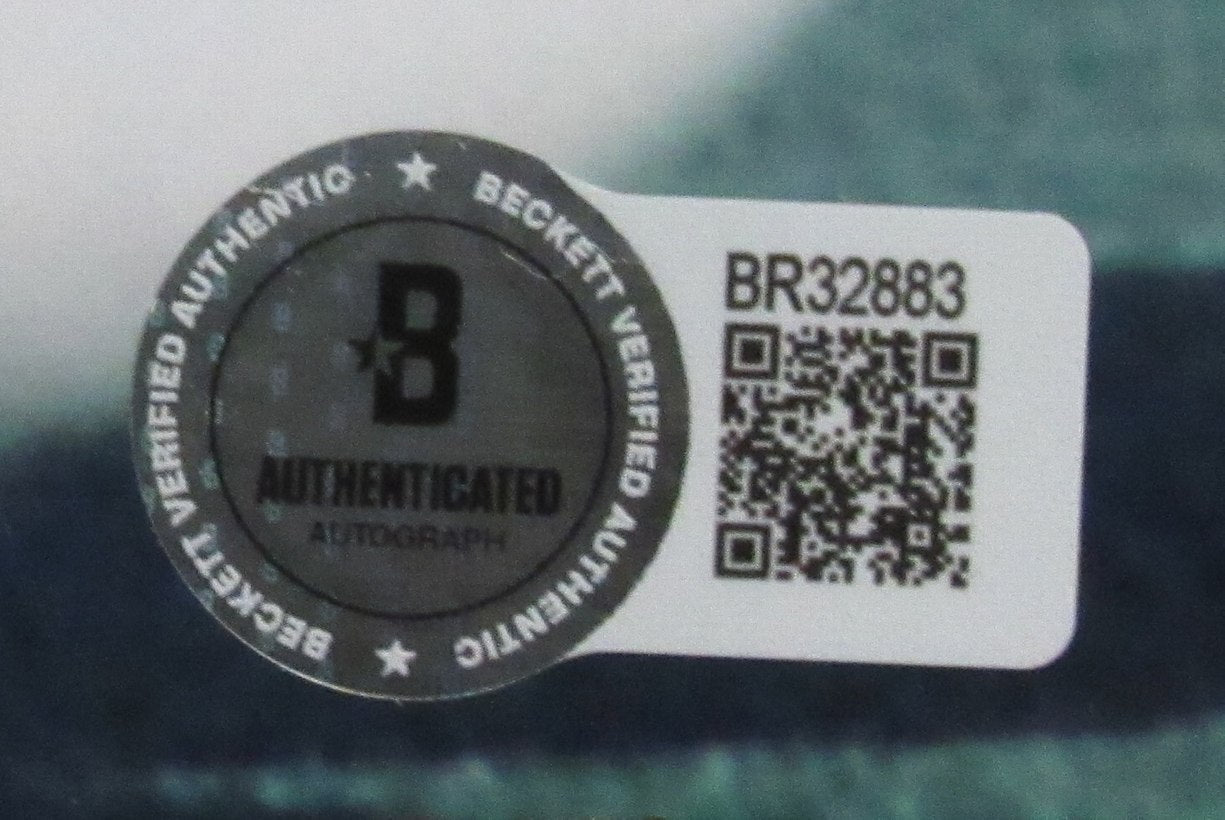 BECKETT VERIFIED AUTHENTIC
BECKETT VERIFIED AUTHENTIC
B
AUTHENTICATED
AUTOGRAPH
BR32883